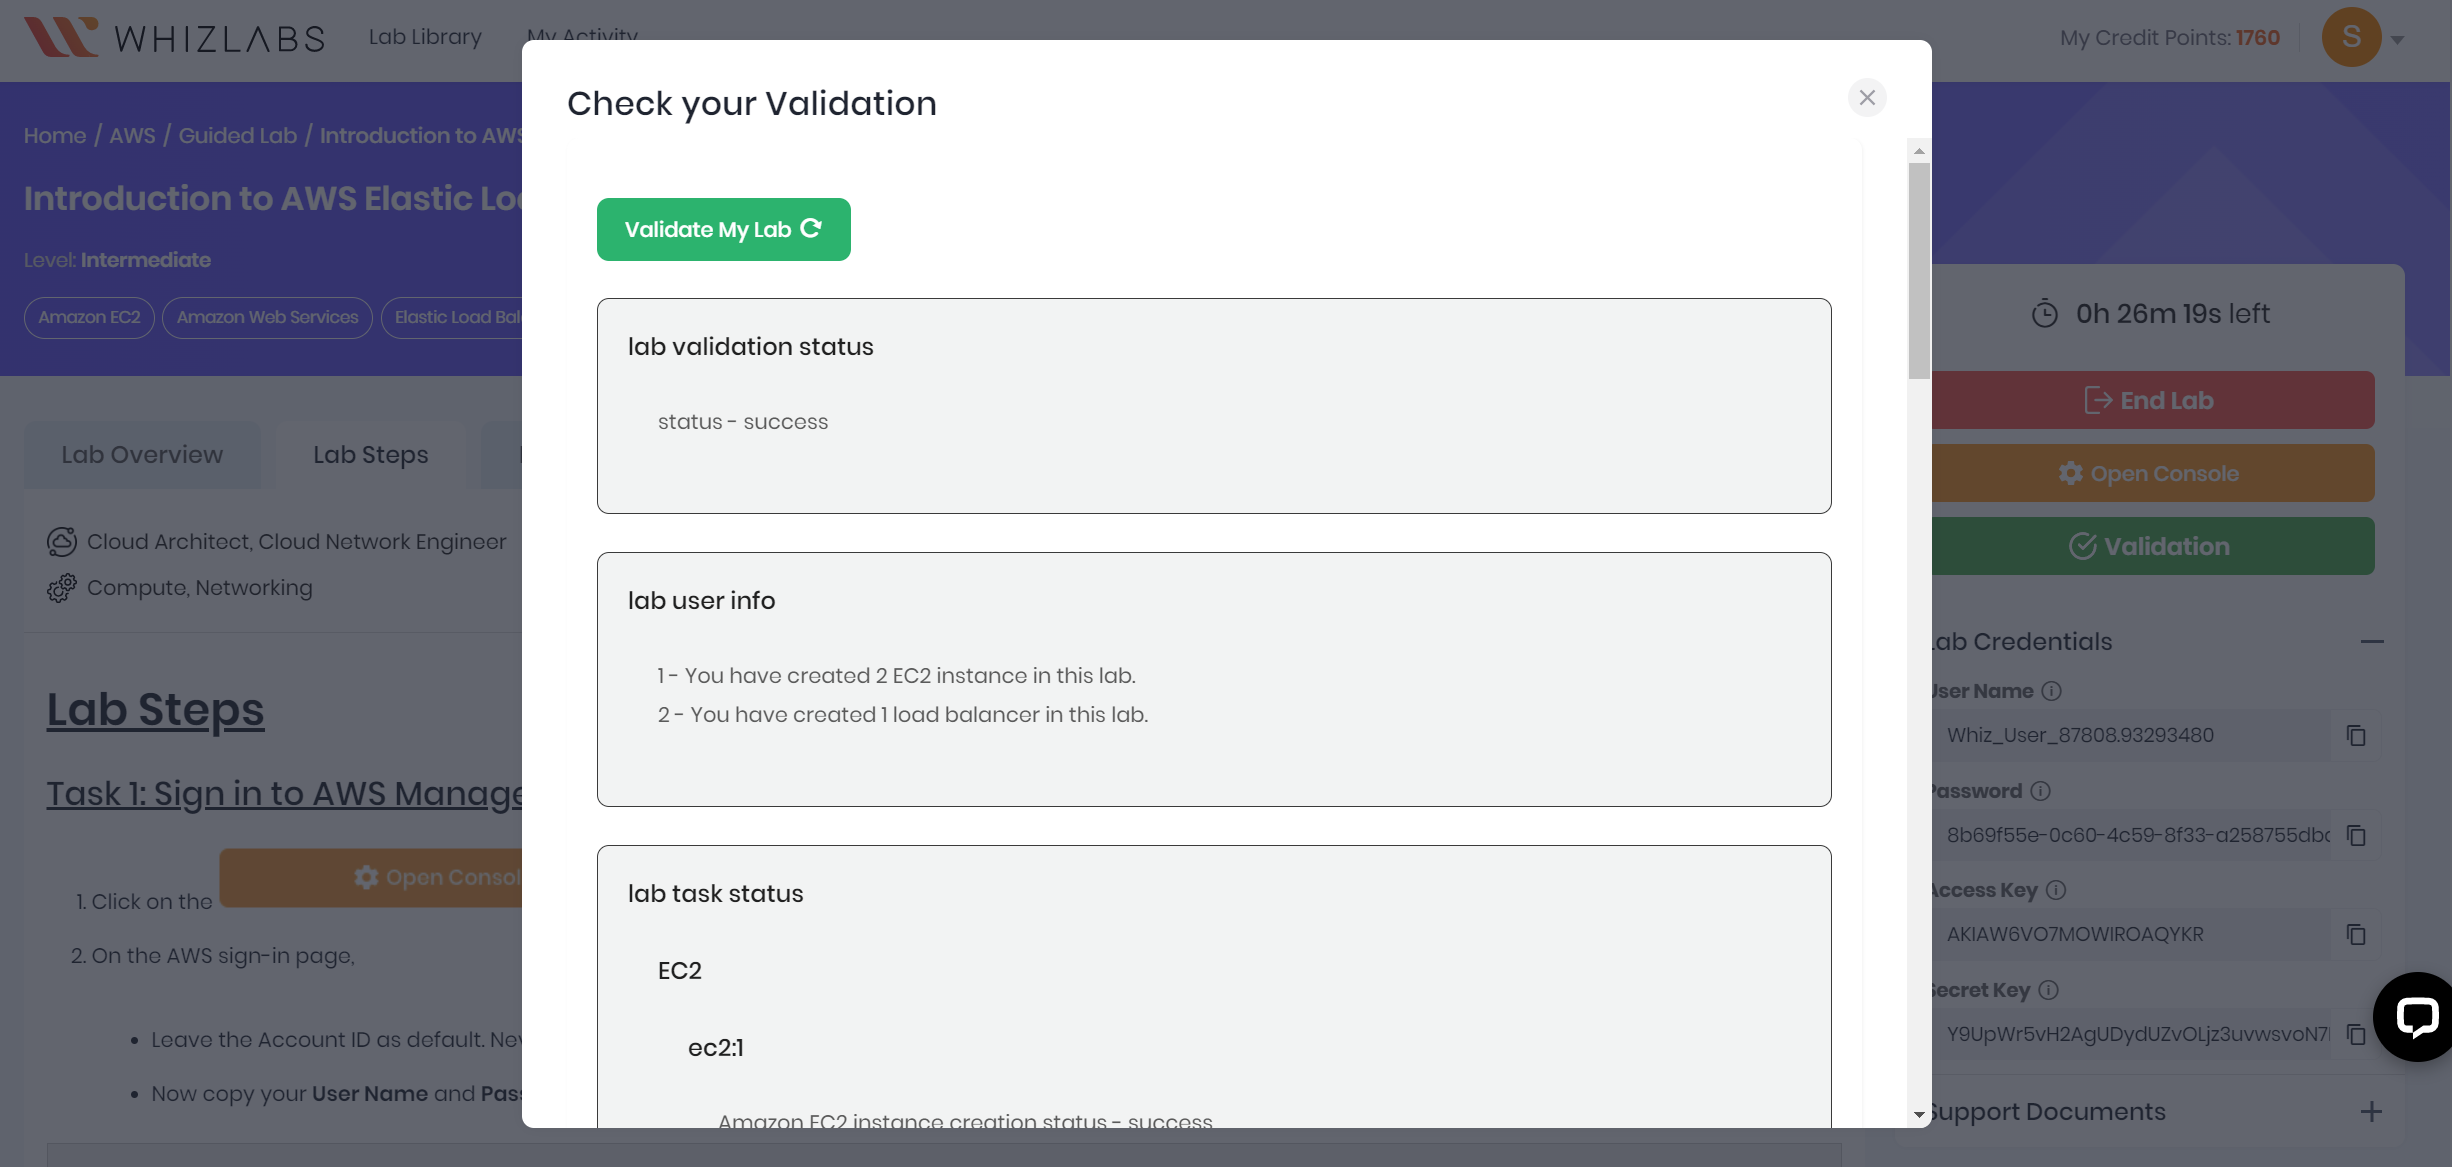 WHIZLABS
Lab Library
My Activity
My Credit Points: 1760
S
Home / AWS / Guided Lab / Introduction to AWS
Introduction to AWS Elastic
Level: Intermediate
Amazon EC2
Amazon Web Services
Elastic Load
Lab Overview
Lab Steps
Cloud Architect, Cloud Network Engineer
Compute, Networking
Lab Steps
Task 1: Sign in to AWS
1. Click on the
Open
2. On the AWS sign-in page,
• Leave the Account ID as default.
• Now copy your User Name and
Check your Validation
Validate My Lab
lab validation status
status - success
lab user info
1 - You have created 2 EC2 instance in this lab.
2 - You have created 1 load balancer in this lab.
lab task status
EC2
ec2:1
Amazon EC2 instance creation status - success
0h 26m 19s left
End Lab
Open Console
Validation
Lab Credentials
User Name
Whiz_User_87808.93293480
Password
8b69f55e-0c60-4c59-8f33-a258755db
Access Key
AKIAW6VO7MOWIROAQYKR
Secret Key
Y9UpWr5vH2AgUDydUZvOLjz3uvwsvoN7
Support Documents